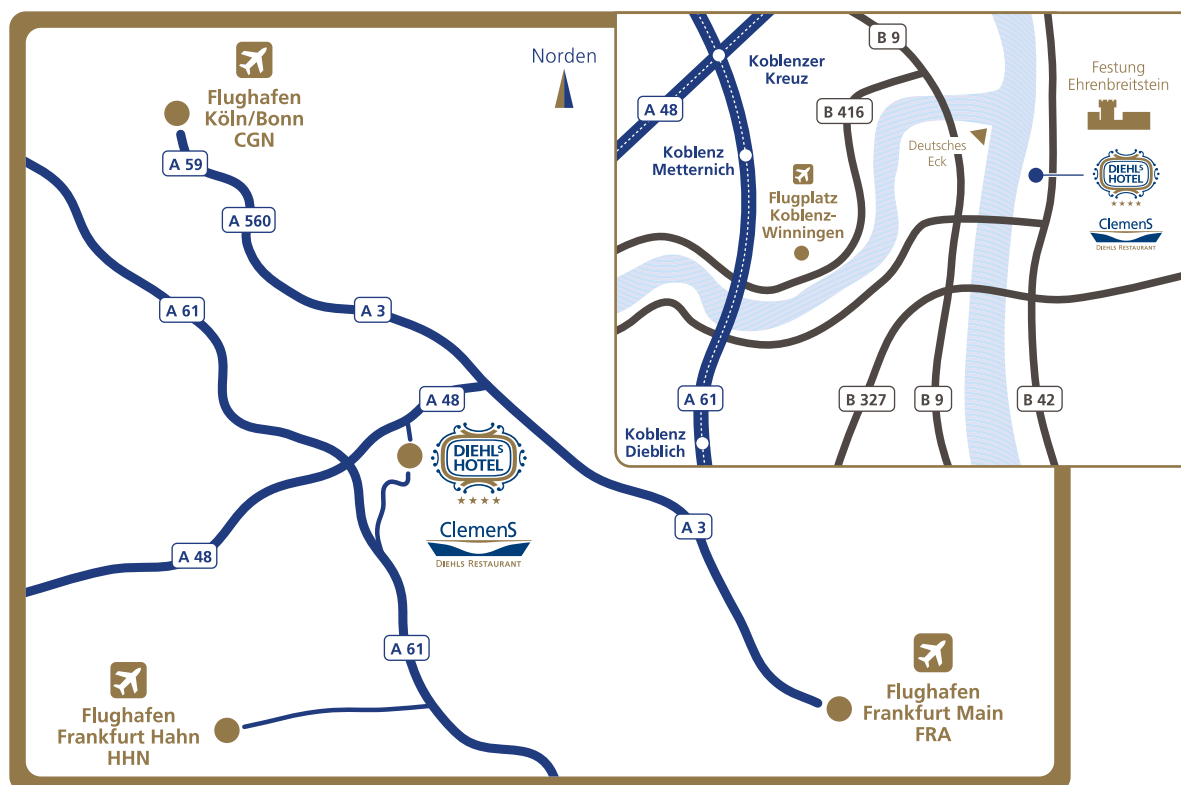 Flughafen
Köln/Bonn
CGN
Norden
A 59
A 560
A 61
A 3
A 48
DIEHLS
HOTEL
ClemenS
DIEHLS RESTAURANT
A 48
A 3
A 61
Flughafen
Frankfurt Hahn
HHN
Flughafen
Frankfurt Main
FRA
B 9
Koblenzer
Kreuz
Festung
Ehrenbreitstein
A 48
B 416
Koblenz
Metternich
Deutsches
Eck
DIEHLS
HOTEL
Flugplatz
Koblenz-
Winningen
ClemenS
DIEHLS RESTAURANT
A 61
B 327
B 9
B 42
Koblenz
Dieblich